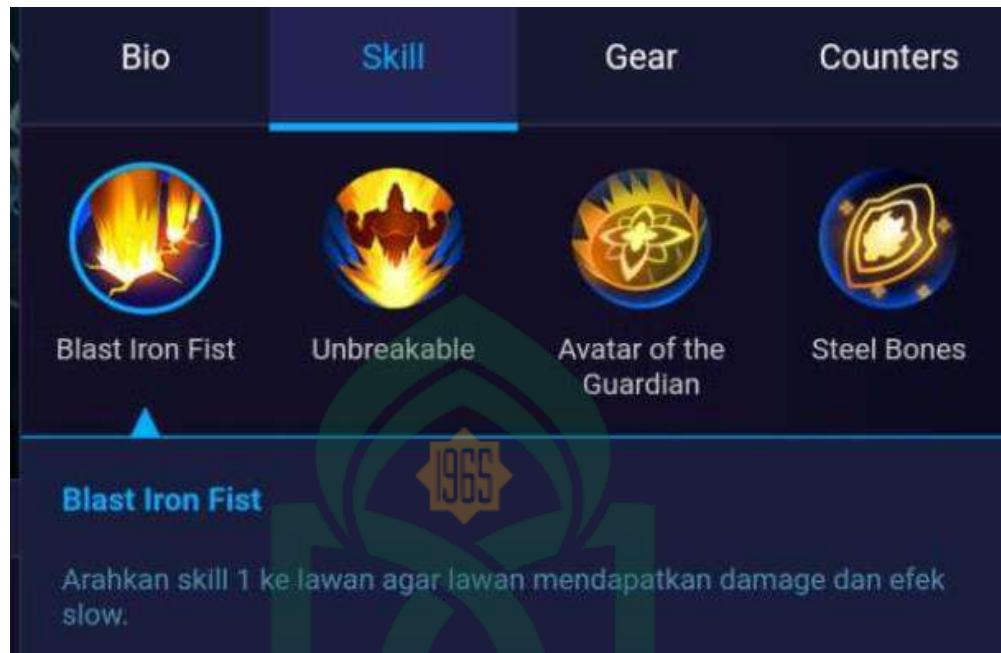 Bio Skill Gear Counters
Blast Iron Fist Unbreakable Avatar of the Guardian Steel Bones
1965
Blast Iron Fist
Arahkan skill 1 ke lawan agar lawan mendapatkan damage dan efek
slow.